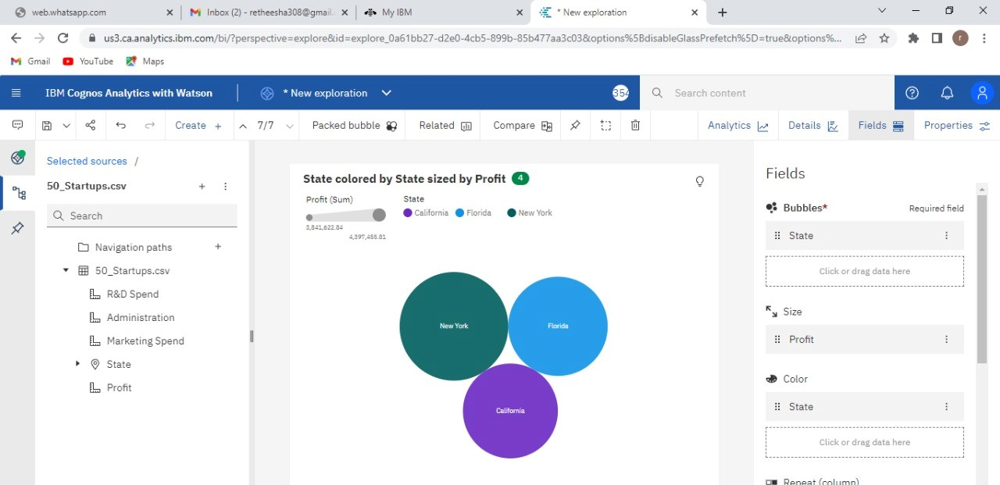 web.whatsapp.com
Inbox (2) - retheesha308@gmail.
My IBM
* New exploration
us3.ca.analytics.ibm.com/bi/?perspective=explore&id=explore_0a61bb27-d2e0-4cb5-899b-85b477aa3c03&options%5BdisableGlassPrefetch%5D=true&options%...
r
Gmail
YouTube
Maps
IBM Cognos Analytics with Watson
* New exploration
354
Search content
Create +
7/7
Packed bubble
Related
Compare
Analytics
Details
Fields
Properties
Selected sources /
50_Startups.csv
Search
Navigation paths
50_Startups.csv
R&D Spend
Administration
Marketing Spend
State
Profit
State colored by State sized by Profit 4
Profit (Sum)
3,841,622.84
4,397,455.81
State
California Florida New York
New York
Florida
California
Fields
Bubbles* Required field
State
Click or drag data here
Size
Profit
Color
State
Click or drag data here
Repeat (column)